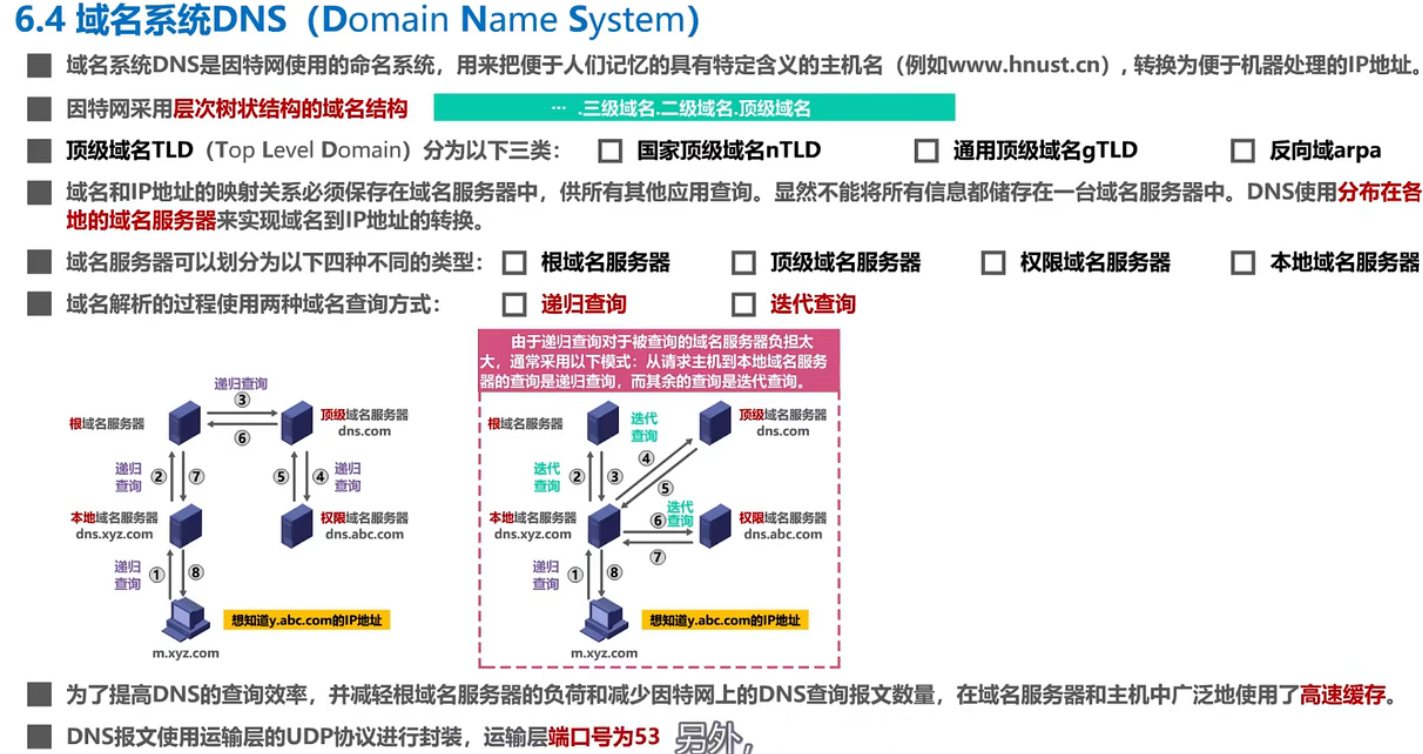 6.4 域名系统DNS（Domain Name System）
域名系统DNS是因特网使用的命名系统，用来把便于人们记忆的具有特定含义的主机名（例如www.hnust.cn）, 转换为便于机器处理的IP地址。
因特网采用层次树状结构的域名结构
… .三级域名.二级域名.顶级域名
顶级域名TLD（Top Level Domain）分为以下三类： 国家顶级域名nTLD 通用顶级域名gTLD 反向域arpa
域名和IP地址的映射关系必须保存在域名服务器中，供所有其他应用查询。显然不能将所有信息都储存在一台域名服务器中。DNS使用分布在各
地的域名服务器来实现域名到IP地址的转换。
域名服务器可以划分为以下四种不同的类型： 根域名服务器 顶级域名服务器 权限域名服务器 本地域名服务器
域名解析的过程使用两种域名查询方式： 递归查询 迭代查询
递归查询
③
根域名服务器
顶级域名服务器
dns.com
⑥
递归
查询
②
⑦
⑤
④
递归
查询
本地域名服务器
dns.xyz.com
权限域名服务器
dns.abc.com
递归
查询
①
⑧
想知道y.abc.com的IP地址
m.xyz.com
由于递归查询对于被查询的域名服务器负担太
大，通常采用以下模式：从请求主机到本地域名服务
器的查询是递归查询，而其余的查询是迭代查询。
根域名服务器
迭代
查询
顶级域名服务器
dns.com
④
⑤
迭代
查询
②
③
本地域名服务器
dns.xyz.com
迭代
查询
⑥
⑦
权限域名服务器
dns.abc.com
递归
查询
①
⑧
想知道y.abc.com的IP地址
m.xyz.com
为了提高DNS的查询效率，并减轻根域名服务器的负荷和减少因特网上的DNS查询报文数量，在域名服务器和主机中广泛地使用了高速缓存。
DNS报文使用运输层的UDP协议进行封装，运输层端口号为53
另外，